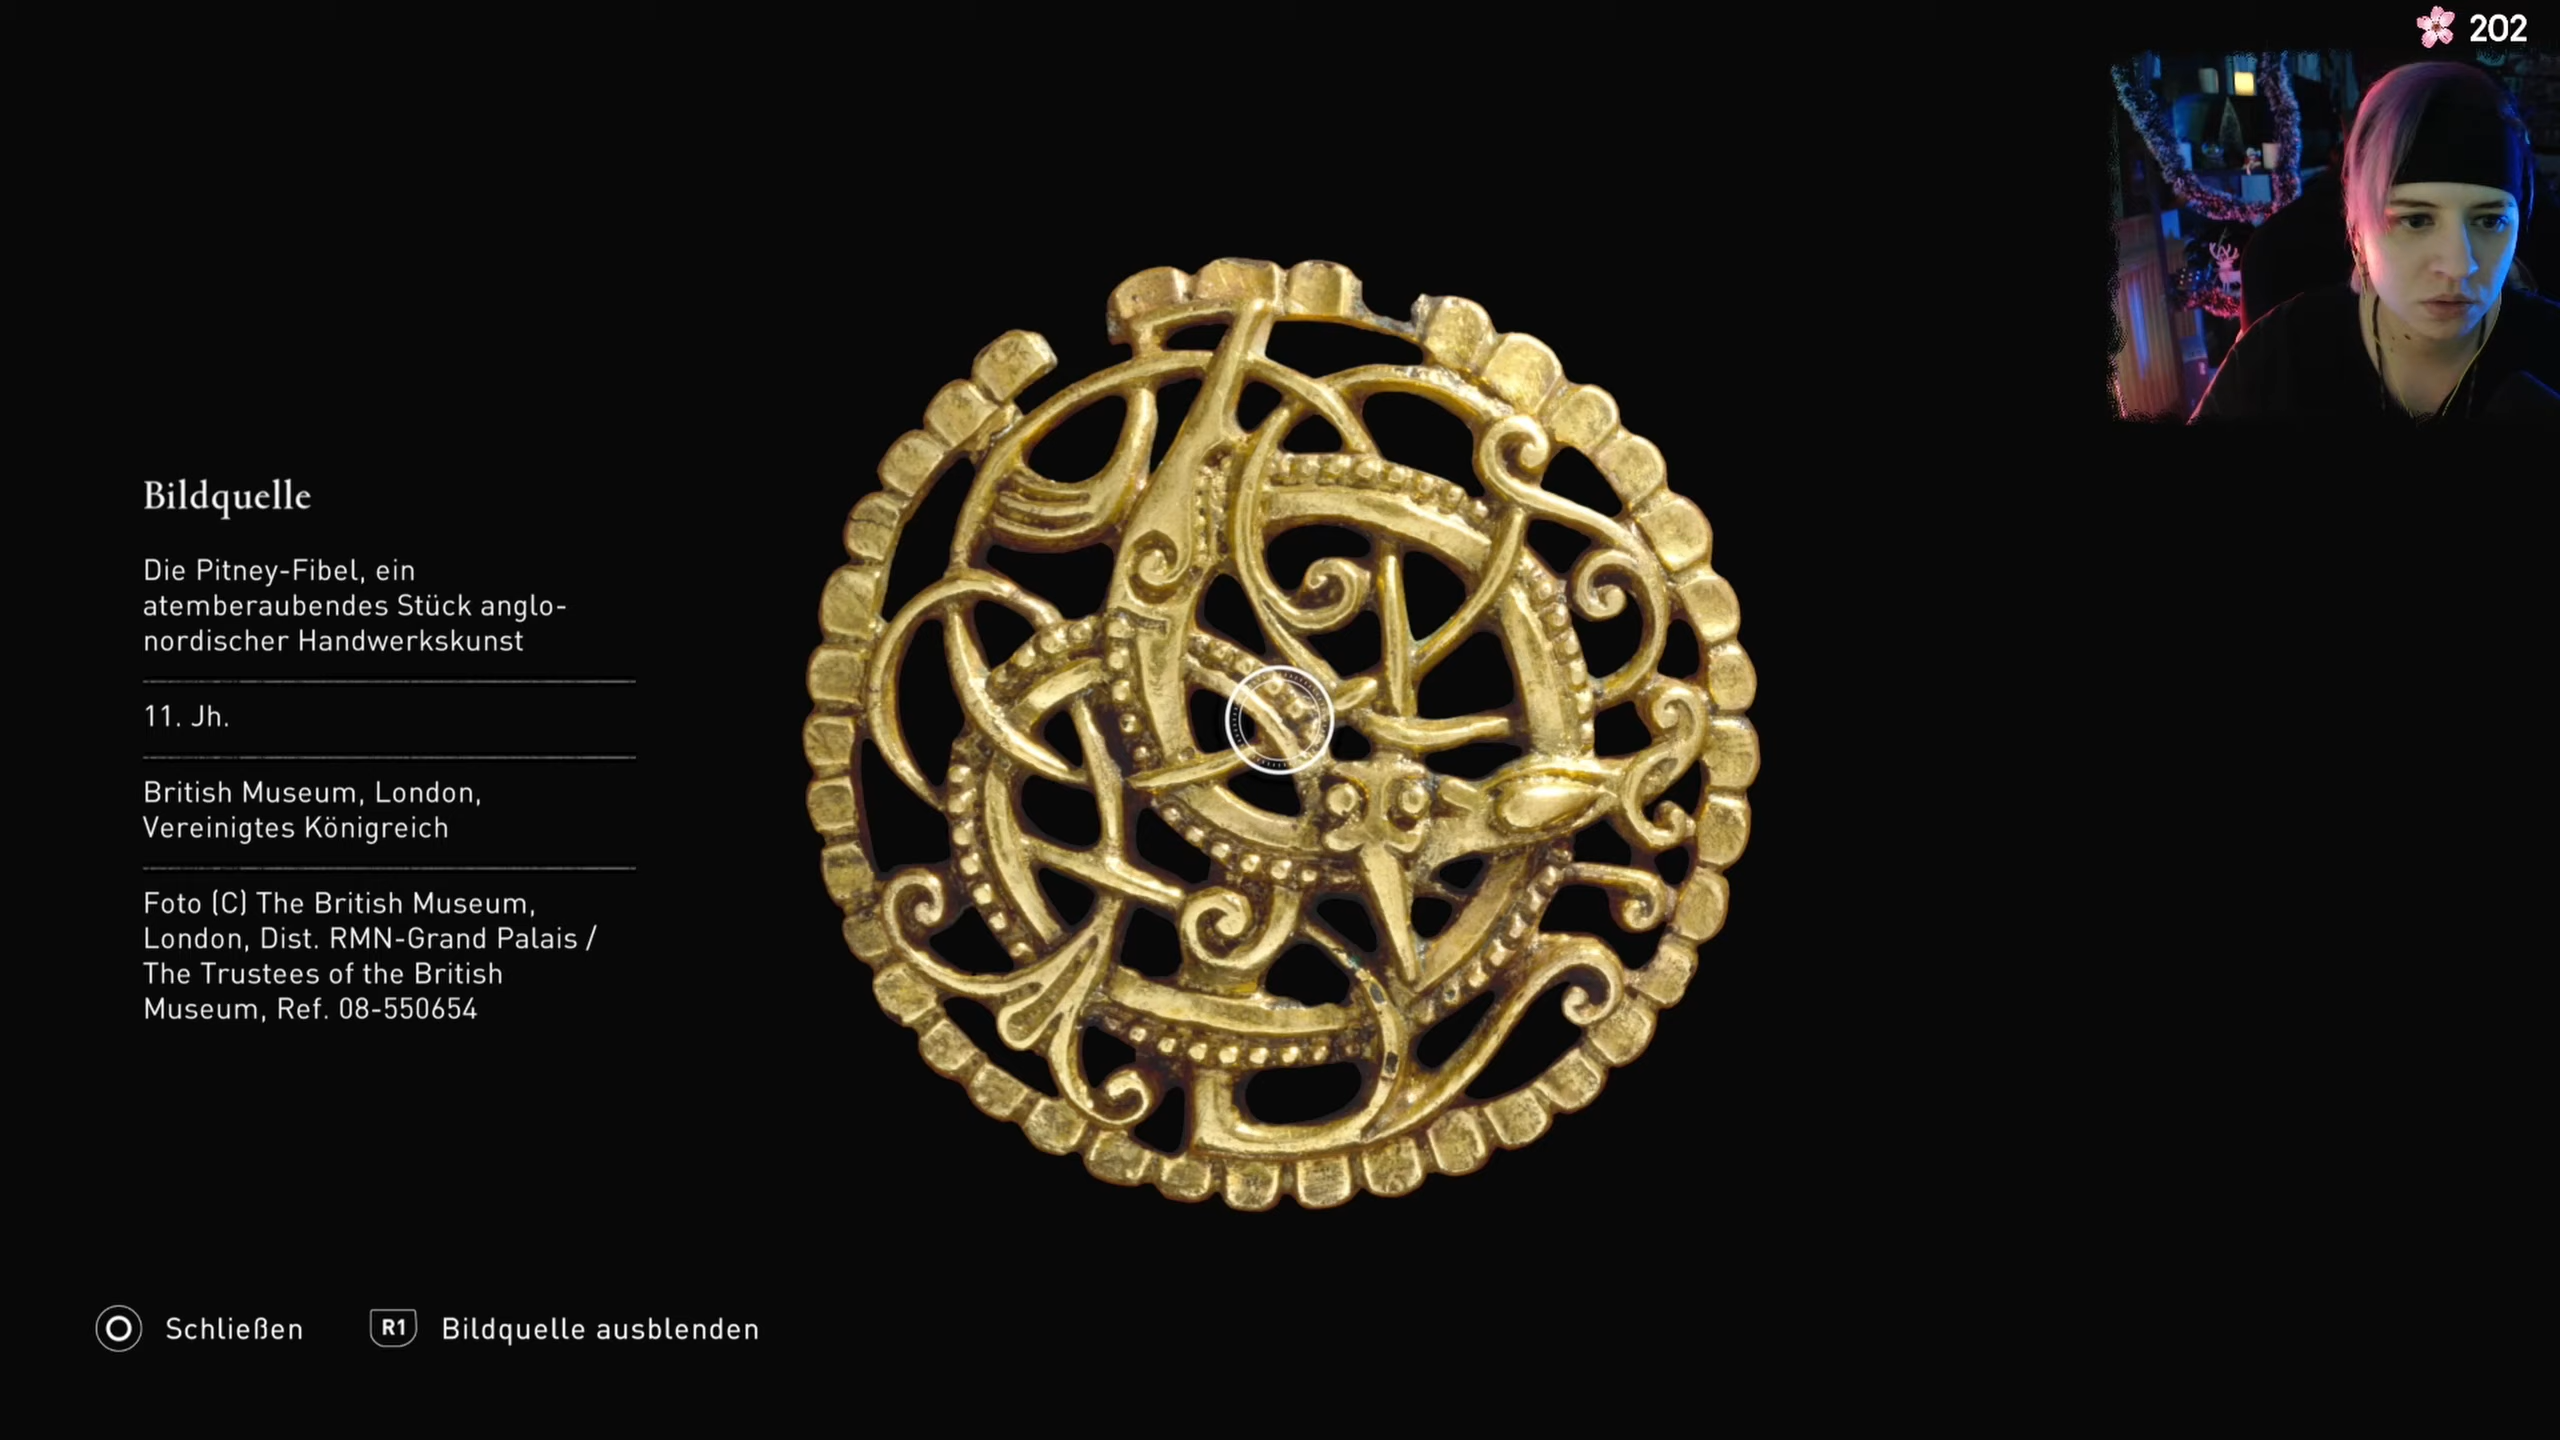 202
Bildquelle
Die Pitney-Fibel, ein
atemberaubendes Stück anglo-
nordischer Handwerkskunst
11. Jh.
British Museum, London,
Vereinigtes Königreich
Foto (C) The British Museum,
London, Dist. RMN-Grand Palais /
The Trustees of the British
Museum, Ref. 08-550654
Schließen R1 Bildquelle ausblenden